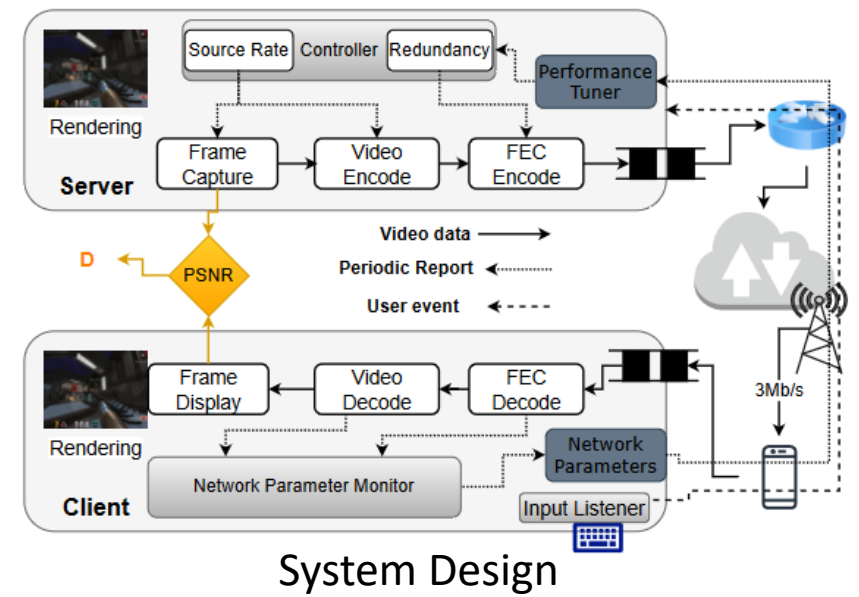 Source Rate
Controller
Redundancy
Performance
Tuner
Rendering
Frame
Capture
Video
Encode
FEC
Encode
Server
Video data
D
PSNR
Periodic Report
User event
Frame
Display
Video
Decode
FEC
Decode
3Mb/s
Rendering
Network
Parameters
Network Parameter Monitor
Client
Input Listener
System Design